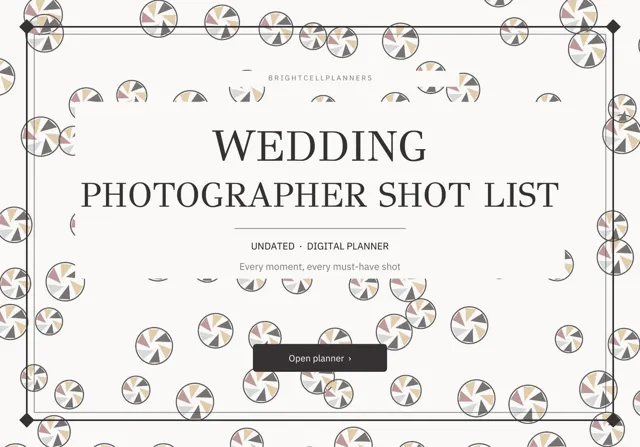 BRIGHTCELLPLANNERS
WEDDING
PHOTOGRAPHER SHOT LIST
UNDATED · DIGITAL PLANNER
Every moment, every must-have shot
Open planner ›